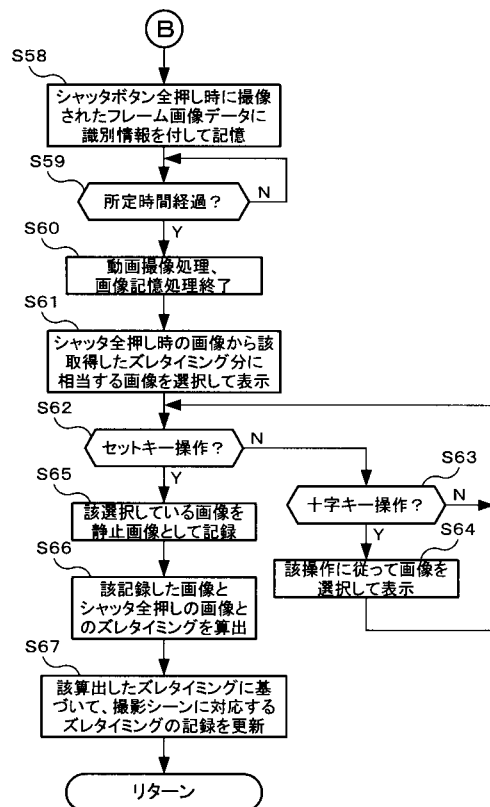 B
S58
シャッタボタン全押し時に撮像
されたフレーム画像データに
識別情報を付して記憶
S59
所定時間経過?
N
Y
S60
動画撮像処理、
画像記憶処理終了
S61
シャッタ全押し時の画像から該
取得したズレタイミング分に
相当する画像を選択して表示
S62
セットキー操作?
N
Y
S63
十字キー操作?
N
Y
S64
該操作に従って画像を
選択して表示
S65
該選択している画像を
静止画像として記録
S66
該記録した画像と
シャッタ全押しの画像と
のズレタイミングを算出
S67
該算出したズレタイミングに基
づいて、撮影シーンに対応する
ズレタイミングの記録を更新
リターン